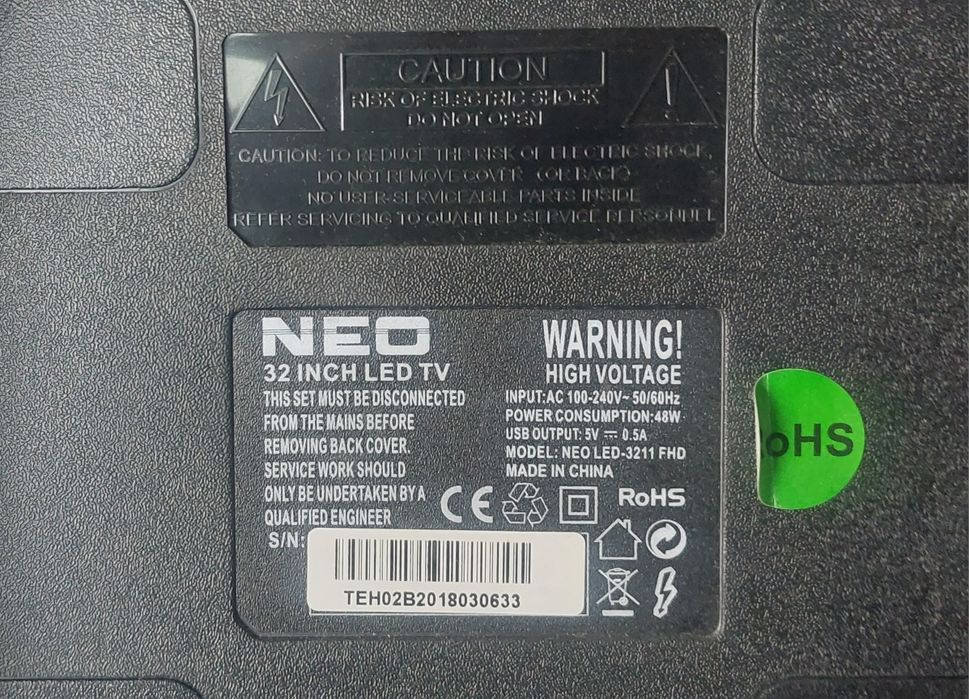 CAUTION
RISK OF ELECTRIC SHOCK
DO NOT OPEN
CAUTION: TO REDUCE THE RISK OF ELECTRIC SHOCK,
DO NOT REMOVE COVER (OR BACK)
NO USER-SERVICEABLE PARTS INSIDE
REFER SERVICING TO QUALIFIED SERVICE PERSONNEL
NEO
32 INCH LED TV
THIS SET MUST BE DISCONNECTED
FROM THE MAINS BEFORE
REMOVING BACK COVER.
SERVICE WORK SHOULD
ONLY BE UNDERTAKEN BY A
QUALIFIED ENGINEER
WARNING!
HIGH VOLTAGE
INPUT:AC 100-240V~ 50/60Hz
POWER CONSUMPTION:48W
USB OUTPUT: 5V ⎓ 0.5A
MODEL: NEO LED-3211 FHD
MADE IN CHINA
CE
RoHS
S/N:
TEH02B2018030633
oHS